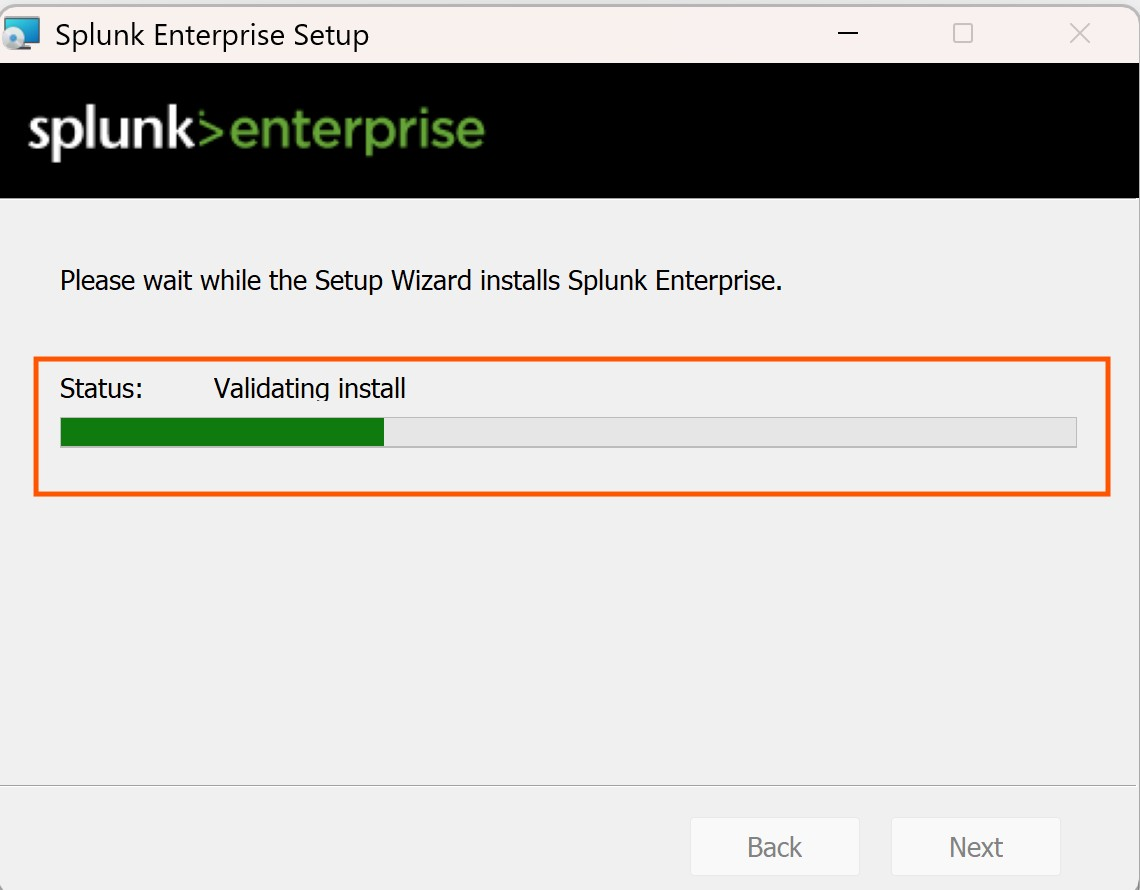 Splunk Enterprise Setup
splunk>enterprise
Please wait while the Setup Wizard installs Splunk Enterprise.
Status: Validating install
Back Next